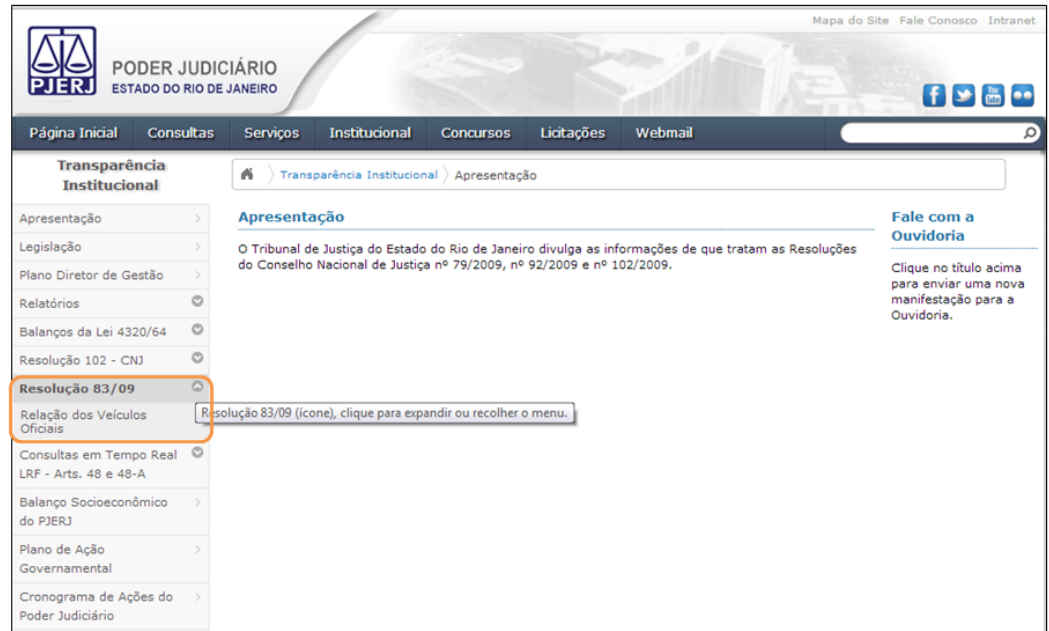 Mapa do Site Fale Conosco Intranet
PJERJ
PODER JUDICIÁRIO
ESTADO DO RIO DE JANEIRO
You
Tube
Página Inicial Consultas Serviços Institucional Concursos Licitações Webmail
Transparência
Institucional
Transparência Institucional Apresentação
Apresentação
Legislação
Plano Diretor de Gestão
Relatórios
Balanços da Lei 4320/64
Resolução 102 - CNJ
Resolução 83/09
Relação dos Veículos
Oficiais
Resolução 83/09 (ícone), clique para expandir ou recolher o menu.
Consultas em Tempo Real
LRF - Arts. 48 e 48-A
Balanço Socioeconômico
do PJERJ
Plano de Ação
Governamental
Cronograma de Ações do
Poder Judiciário
Apresentação
O Tribunal de Justiça do Estado do Rio de Janeiro divulga as informações de que tratam as Resoluções
do Conselho Nacional de Justiça nº 79/2009, nº 92/2009 e nº 102/2009.
Fale com a
Ouvidoria
Clique no título acima
para enviar uma nova
manifestação para a
Ouvidoria.